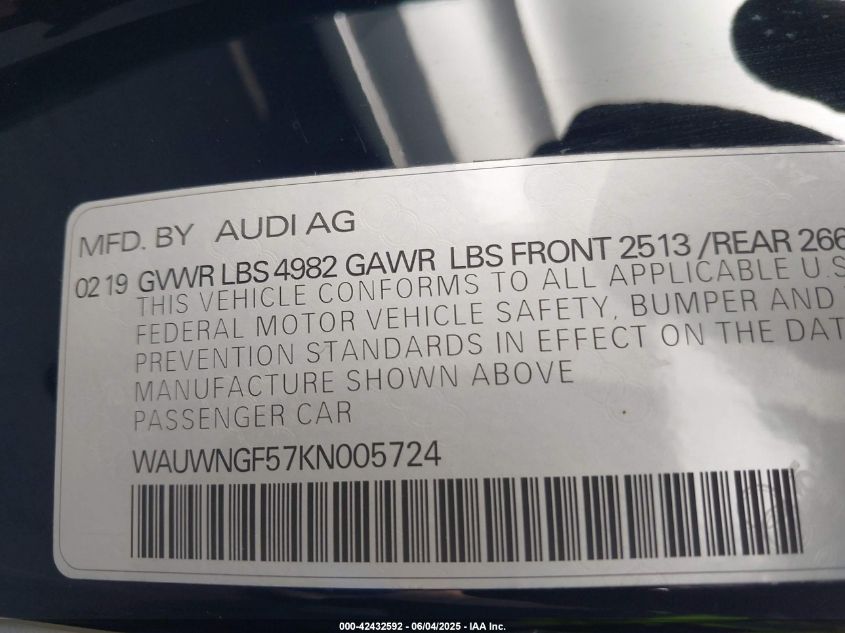 MFD. BY AUDI AG
02 19 GVWR LBS 4982 GAWR LBS FRONT 2513 /REAR 266
THIS VEHICLE CONFORMS TO ALL APPLICABLE U.S
FEDERAL MOTOR VEHICLE SAFETY, BUMPER AND
PREVENTION STANDARDS IN EFFECT ON THE DAT
MANUFACTURE SHOWN ABOVE
PASSENGER CAR
WAUWNGF57KN005724
000-42432592 - 06/04/2025 - IAA Inc.